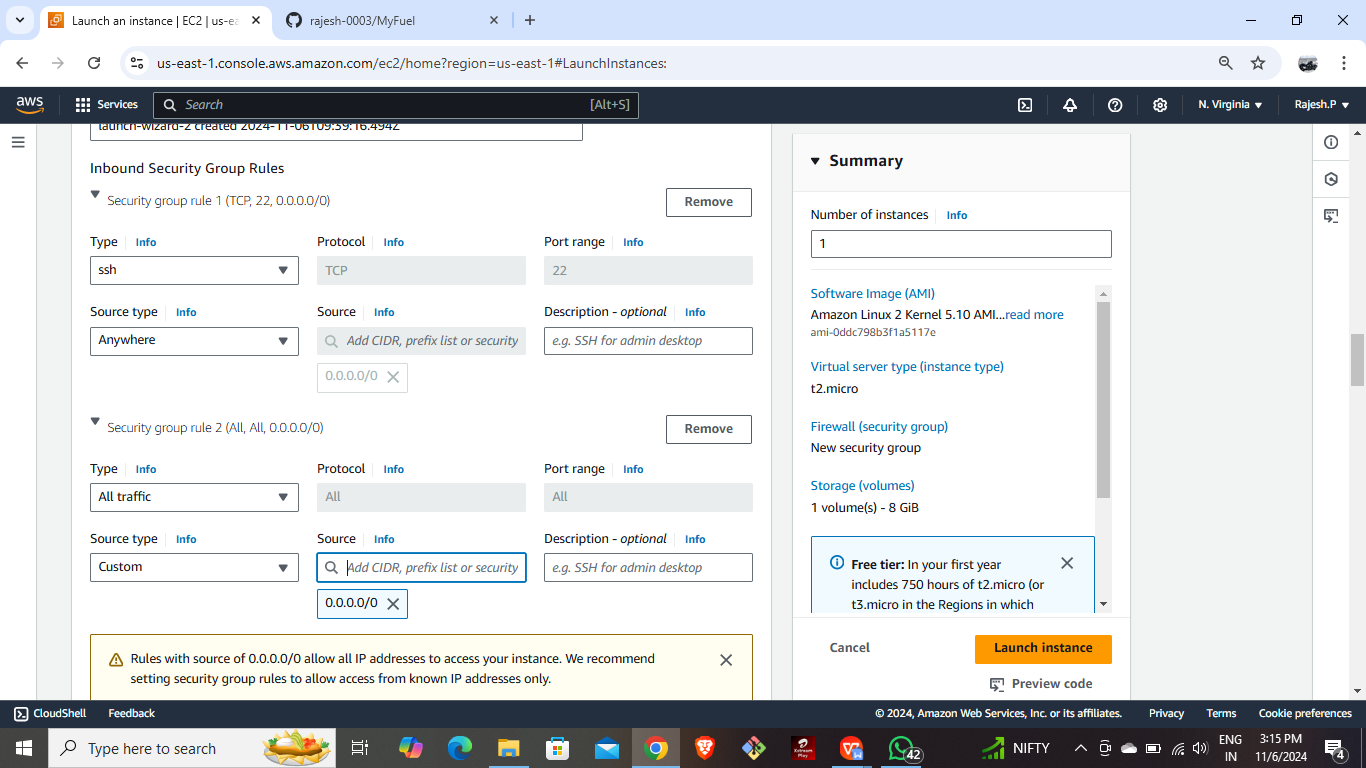 Launch an instance | EC2 | us-ea
rajesh-0003/MyFuel
us-east-1.console.aws.amazon.com/ec2/home?region=us-east-1#LaunchInstances:
aws
Services
Search
[Alt+S]
N. Virginia
Rajesh.P
launch-wizard-2 created 2024-11-06T09:39:16.494Z
Inbound Security Group Rules
Security group rule 1 (TCP, 22, 0.0.0.0/0)
Remove
Type Info
Protocol Info
Port range Info
ssh
TCP
22
Source type Info
Source Info
Description - optional Info
Anywhere
Add CIDR, prefix list or security
e.g. SSH for admin desktop
0.0.0.0/0
Security group rule 2 (All, All, 0.0.0.0/0)
Remove
Type Info
Protocol Info
Port range Info
All traffic
All
All
Source type Info
Source Info
Description - optional Info
Custom
Add CIDR, prefix list or security
e.g. SSH for admin desktop
0.0.0.0/0
Rules with source of 0.0.0.0/0 allow all IP addresses to access your instance. We recommend
setting security group rules to allow access from known IP addresses only.
Summary
Number of instances Info
1
Software Image (AMI)
Amazon Linux 2 Kernel 5.10 AMI...read more
ami-0ddc798b3f1a5117e
Virtual server type (instance type)
t2.micro
Firewall (security group)
New security group
Storage (volumes)
1 volume(s) - 8 GiB
Free tier: In your first year
includes 750 hours of t2.micro (or
t3.micro in the Regions in which
Cancel
Launch instance
Preview code
CloudShell
Feedback
© 2024, Amazon Web Services, Inc. or its affiliates.
Privacy
Terms
Cookie preferences
Type here to search
42
NIFTY
ENG
IN
3:15 PM
11/6/2024
4